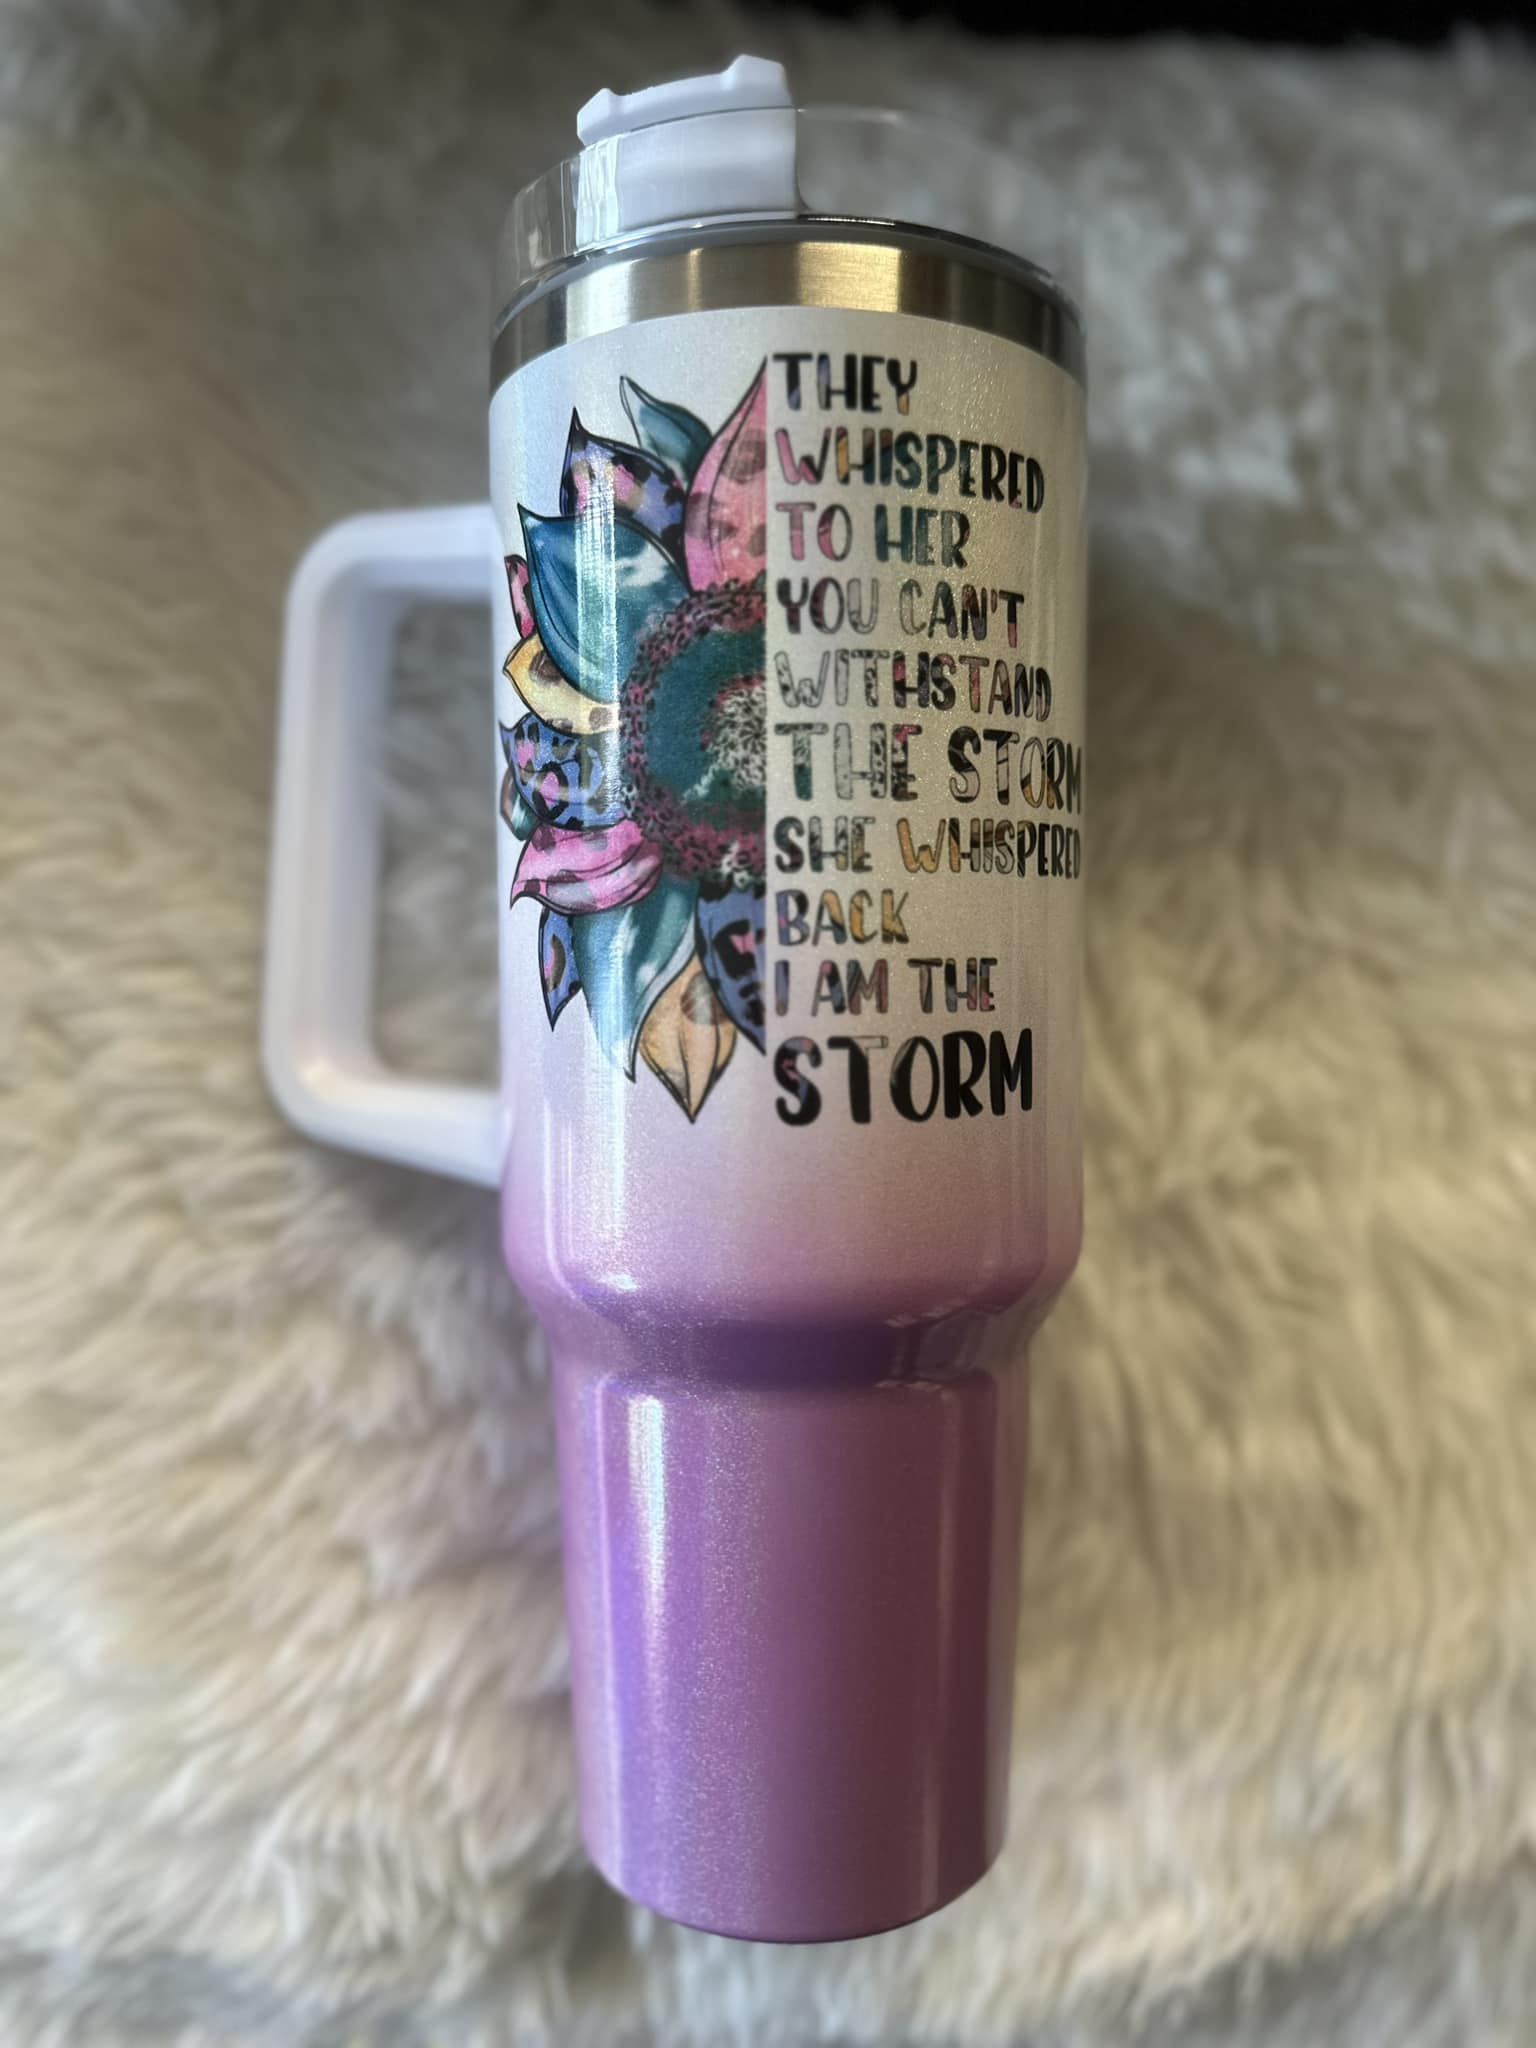 THEY
WHISPERED
TO HER
YOU CAN'T
WITHSTAND
THE STORM
SHE WHISPERED
BACK
I AM THE
STORM